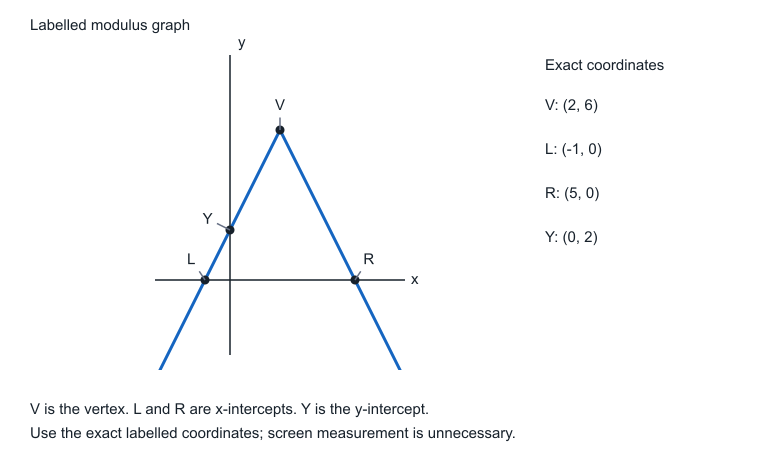 Labelled modulus graph
y
Exact coordinates
V
V: (2, 6)
L: (-1, 0)
R: (5, 0)
Y
Y: (0, 2)
L
R
x
V is the vertex. L and R are x-intercepts. Y is the y-intercept.
Use the exact labelled coordinates; screen measurement is unnecessary.